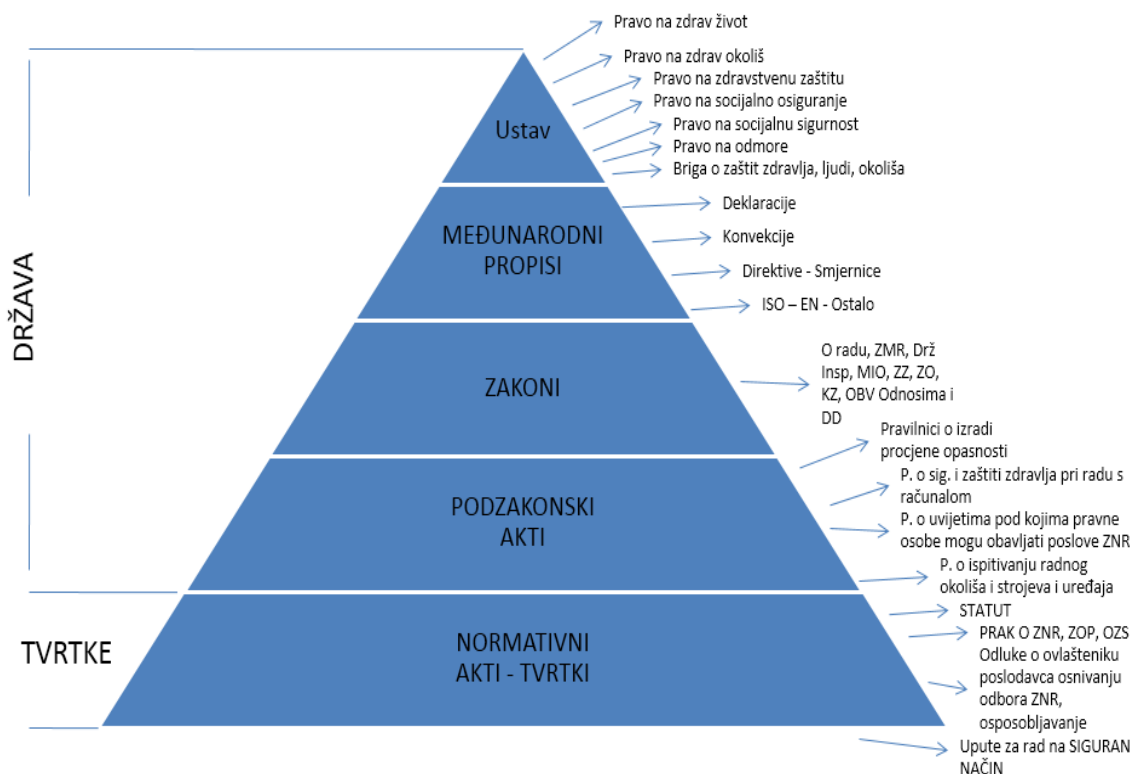 Pravo na zdrav život
Pravo na zdrav okoliš
Pravo na zdravstvenu zaštitu
Pravo na socijalno osiguranje
Pravo na socijalnu sigurnost
Pravo na odmore
Briga o zaštit zdravlja, ljudi, okoliša
Ustav
Deklaracije
Konvekcije
Direktive - Smjernice
ISO – EN - Ostalo
MEĐUNARODNI
PROPISI
DRŽAVA
ZAKONI
O radu, ZMR, Drž
Insp, MIO, ZZ, ZO,
KZ, OBV Odnosima i
DD
Pravilnici o izradi
procjene opasnosti
P. o sig. i zaštiti zdravlja pri radu s
računalom
P. o uvijetima pod kojima pravne
osobe mogu obavljati poslove ZNR
P. o ispitivanju radnog
okoliša i strojeva i uređaja
PODZAKONSKI
AKTI
TVRTKE
NORMATIVNI
AKTI - TVRTKI
STATUT
PRAK O ZNR, ZOP, OZS
Odluke o ovlašteniku
poslodavca osnivanju
odbora ZNR,
osposobljavanje
Upute za rad na SIGURAN
NAČIN